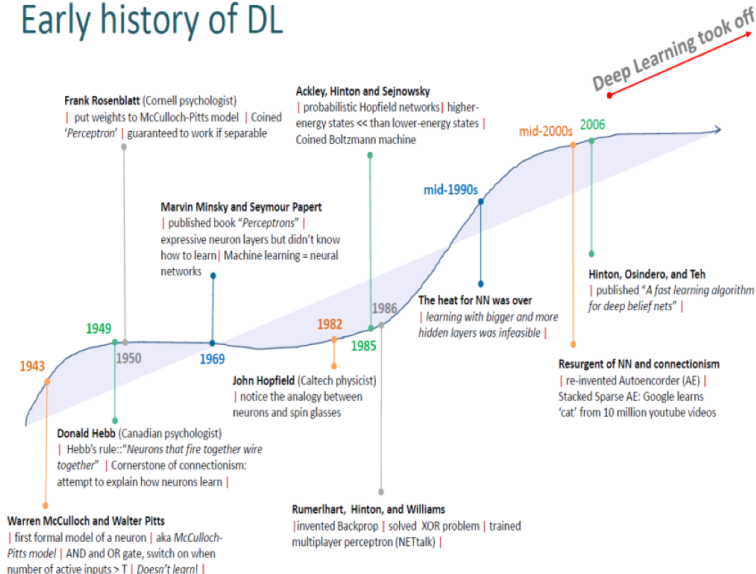 Early history of DL
Deep Learning took off
Frank Rosenblatt (Cornell psychologist)
| put weights to McCulloch-Pitts model | Coined
‘Perceptron’ | guaranteed to work if separable
Ackley, Hinton and Sejnowsky
| probabilistic Hopfield networks| higher-
energy states << than lower-energy states |
Coined Boltzmann machine
mid-2000s
2006
Marvin Minsky and Seymour Papert
| published book “Perceptrons” |
expressive neuron layers but didn’t know
how to learn| Machine learning = neural
networks
mid-1990s
Hinton, Osindero, and Teh
| published “A fast learning algorithm
for deep belief nets” |
The heat for NN was over
| learning with bigger and more
hidden layers was infeasible |
1943
1949
1950
1969
1982
1985
1986
John Hopfield (Caltech physicist)
| notice the analogy between
neurons and spin glasses
Resurgent of NN and connectionism
| re-invented Autoencorder (AE) |
Stacked Sparse AE: Google learns
‘cat’ from 10 million youtube videos
Donald Hebb (Canadian psychologist)
| Hebb’s rule::“Neurons that fire together wire
together” | Cornerstone of connectionism:
attempt to explain how neurons learn |
Rumerlhart, Hinton, and Williams
|invented Backprop | solved XOR problem | trained
multiplayer perceptron (NETtalk) |
Warren McCulloch and Walter Pitts
| first formal model of a neuron | aka McCulloch-
Pitts model | AND and OR gate, switch on when
number of active inputs > T | Doesn’t learn! |